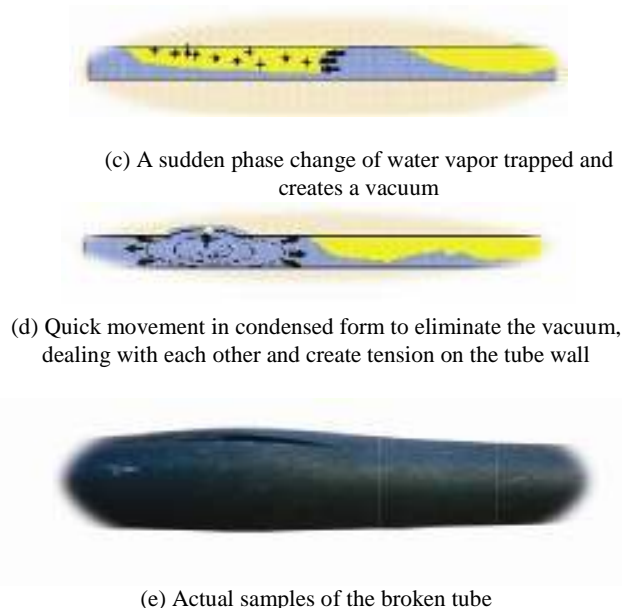 (c) A sudden phase change of water vapor trapped and
creates a vacuum
(d) Quick movement in condensed form to eliminate the vacuum,
dealing with each other and create tension on the tube wall
(e) Actual samples of the broken tube